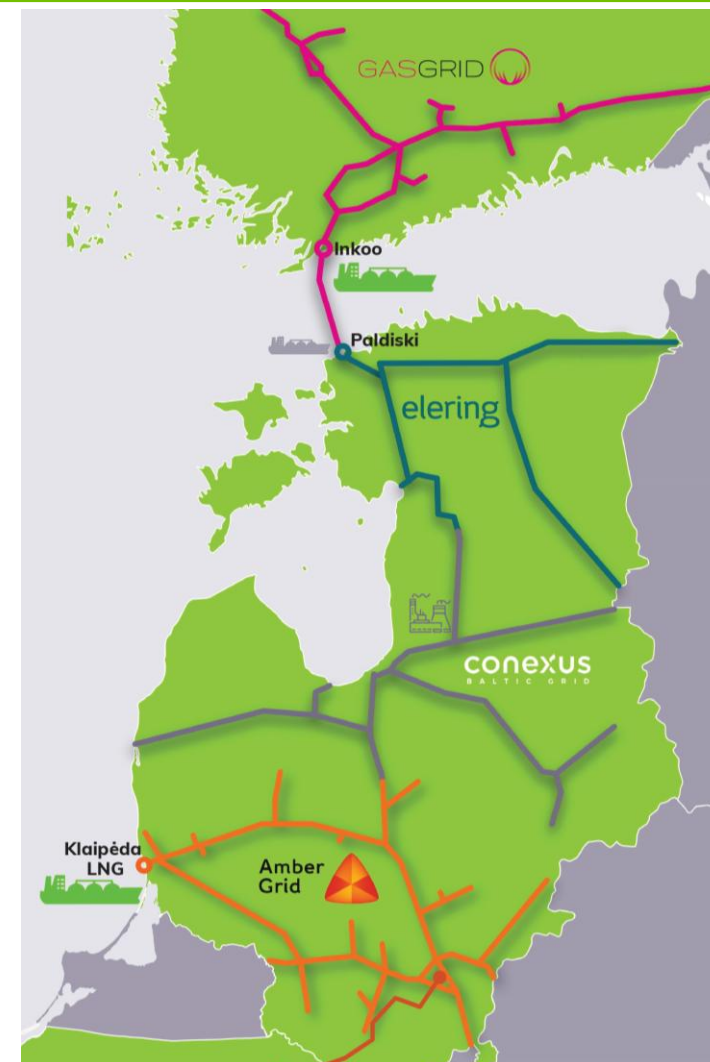 GASGRID
Inkoo
Paldiski
elering
conexus
BALTIC GRID
Klaipėda
LNG
Amber
Grid